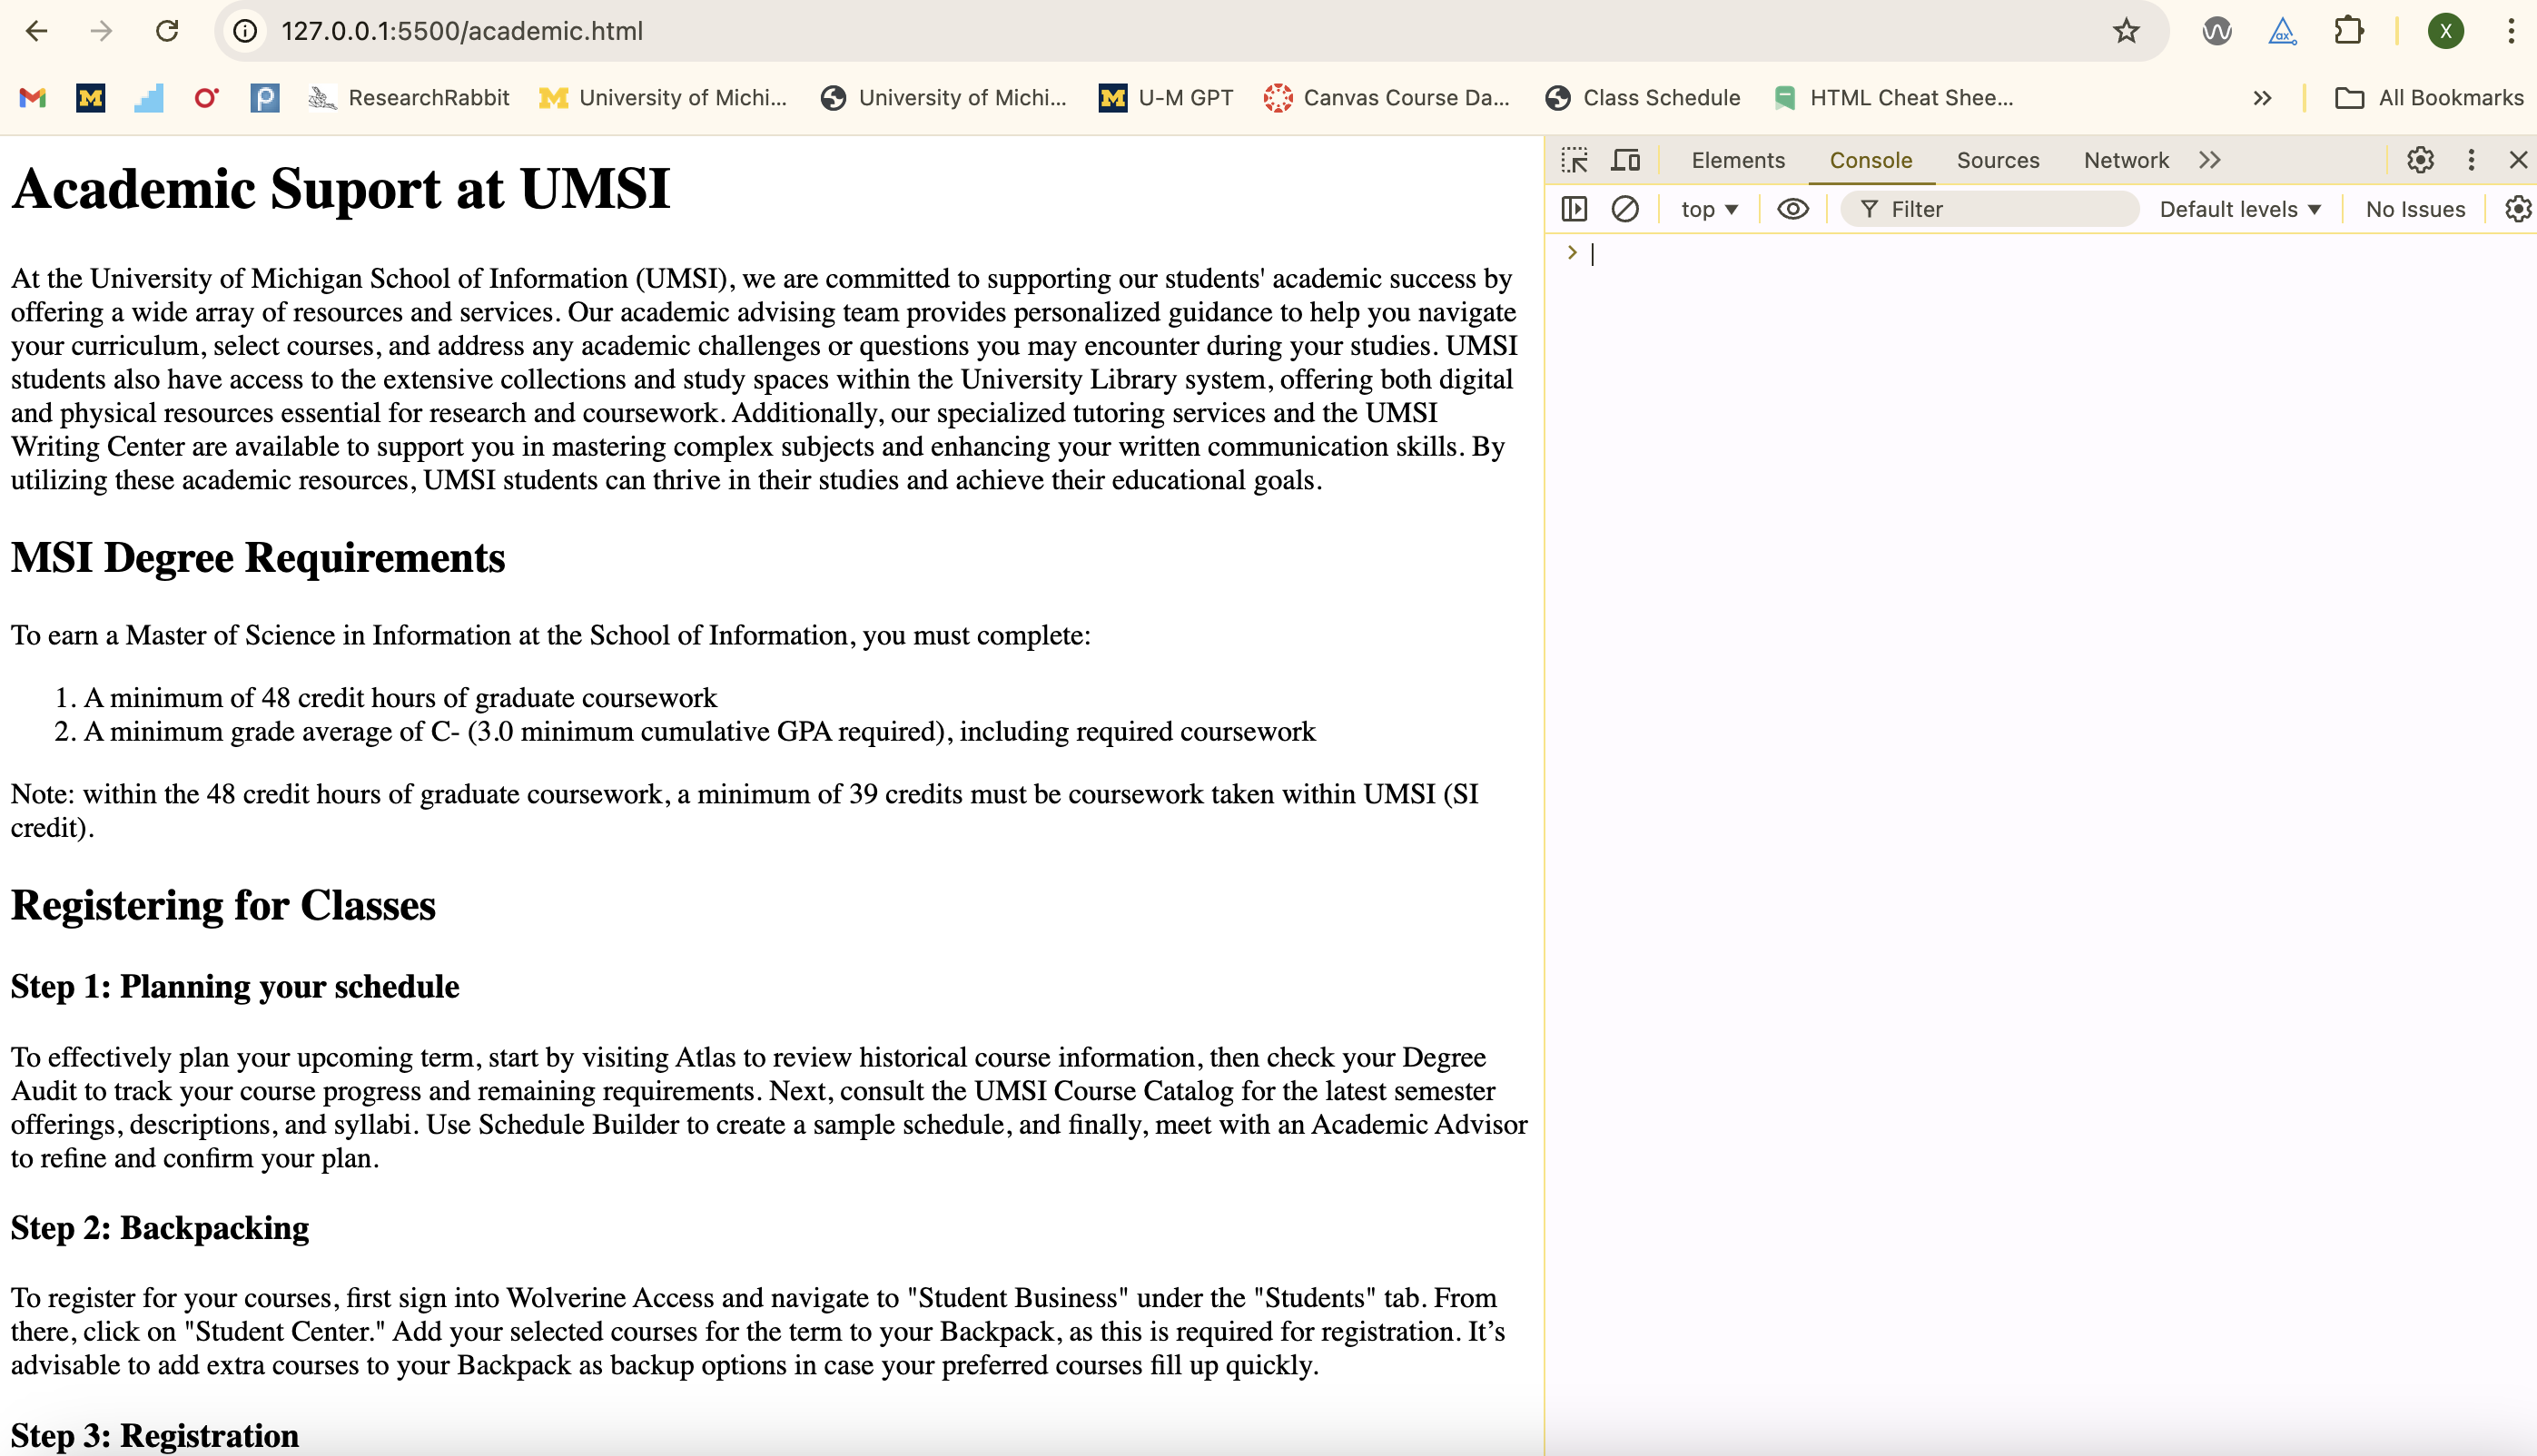 127.0.0.1:5500/academic.html
X
ResearchRabbit
University of Michi...
University of Michi...
U-M GPT
Canvas Course Da...
Class Schedule
HTML Cheat Shee...
All Bookmarks
Academic Suport at UMSI
At the University of Michigan School of Information (UMSI), we are committed to supporting our students' academic success by
offering a wide array of resources and services. Our academic advising team provides personalized guidance to help you navigate
your curriculum, select courses, and address any academic challenges or questions you may encounter during your studies. UMSI
students also have access to the extensive collections and study spaces within the University Library system, offering both digital
and physical resources essential for research and coursework. Additionally, our specialized tutoring services and the UMSI
Writing Center are available to support you in mastering complex subjects and enhancing your written communication skills. By
utilizing these academic resources, UMSI students can thrive in their studies and achieve their educational goals.
MSI Degree Requirements
To earn a Master of Science in Information at the School of Information, you must complete:
1. A minimum of 48 credit hours of graduate coursework
2. A minimum grade average of C- (3.0 minimum cumulative GPA required), including required coursework
Note: within the 48 credit hours of graduate coursework, a minimum of 39 credits must be coursework taken within UMSI (SI
credit).
Registering for Classes
Step 1: Planning your schedule
To effectively plan your upcoming term, start by visiting Atlas to review historical course information, then check your Degree
Audit to track your course progress and remaining requirements. Next, consult the UMSI Course Catalog for the latest semester
offerings, descriptions, and syllabi. Use Schedule Builder to create a sample schedule, and finally, meet with an Academic Advisor
to refine and confirm your plan.
Step 2: Backpacking
To register for your courses, first sign into Wolverine Access and navigate to "Student Business" under the "Students" tab. From
there, click on "Student Center." Add your selected courses for the term to your Backpack, as this is required for registration. It’s
advisable to add extra courses to your Backpack as backup options in case your preferred courses fill up quickly.
Step 3: Registration
Elements Console Sources Network
top Filter Default levels No Issues